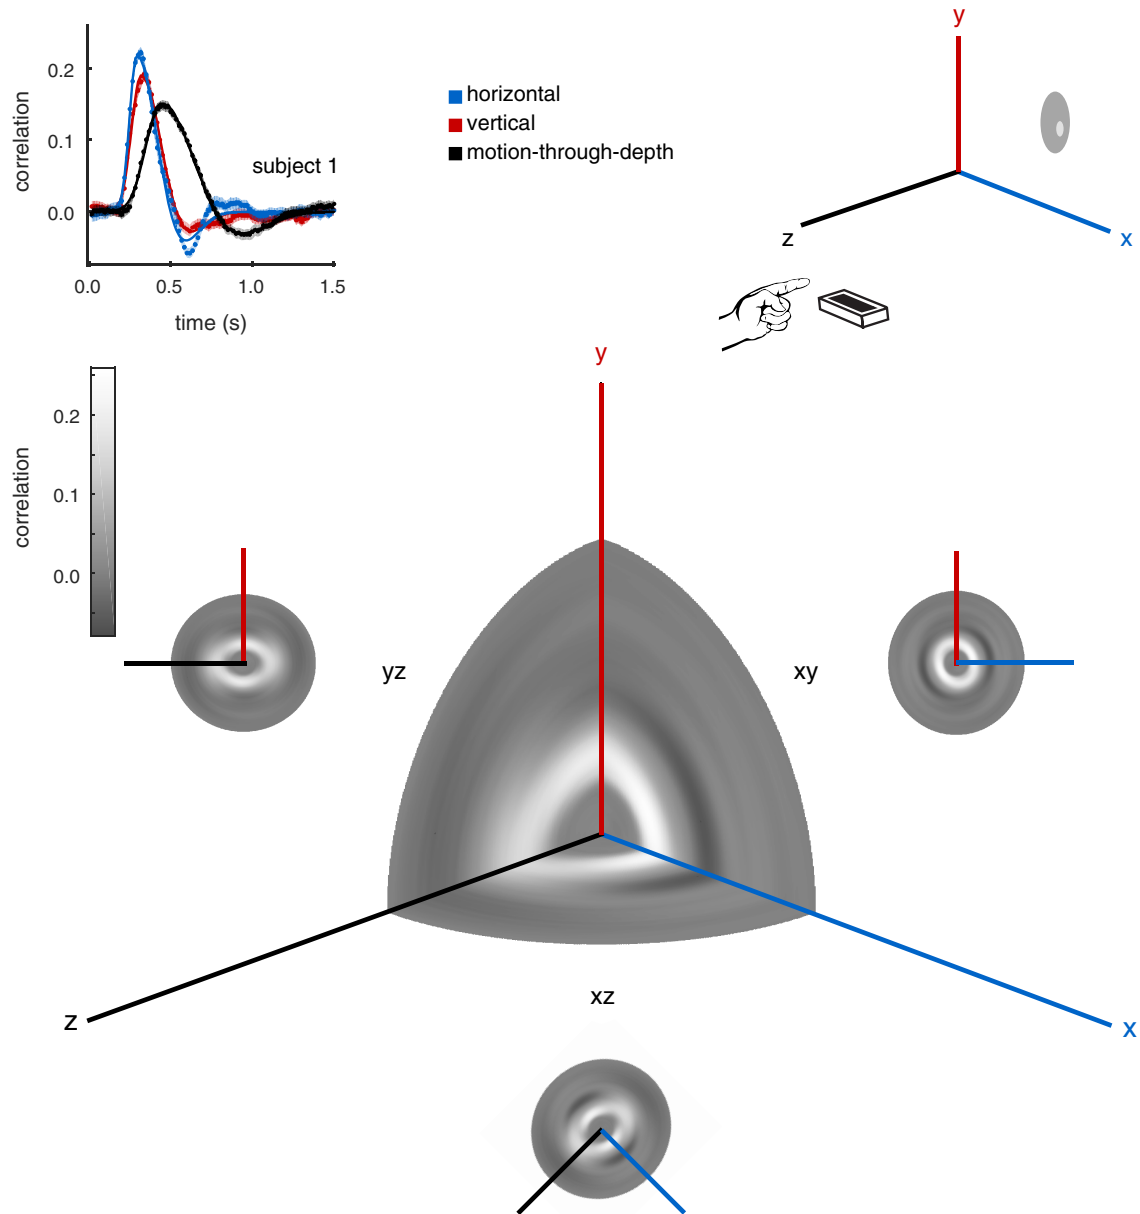 correlation
0.2
0.1
0.0
subject 1
0.0 0.5 1.0 1.5
time (s)
horizontal
vertical
motion-through-depth
y
z
x
correlation
0.2
0.1
0.0
y
yz
xy
z
x
xz